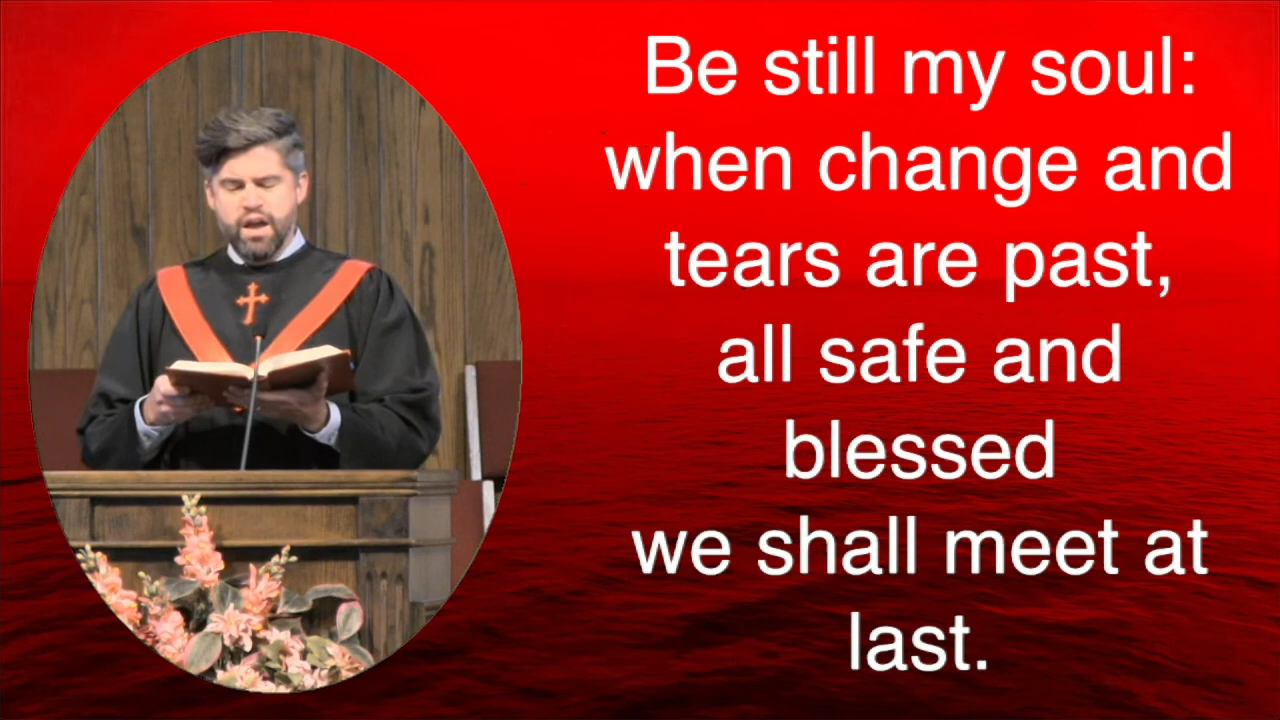 Be still my soul:
when change and
tears are past,
all safe and
blessed
we shall meet at
last.